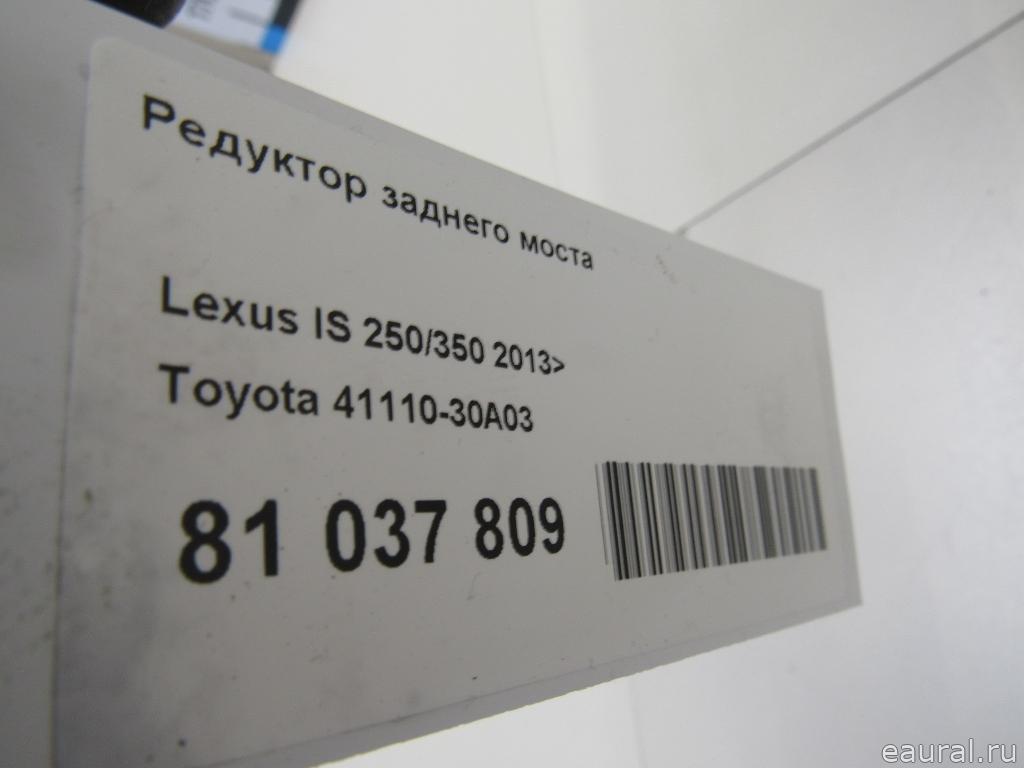 Редуктор заднего моста
Lexus IS 250/350 2013>
Toyota 41110-30A03
81 037 809
eaural.ru